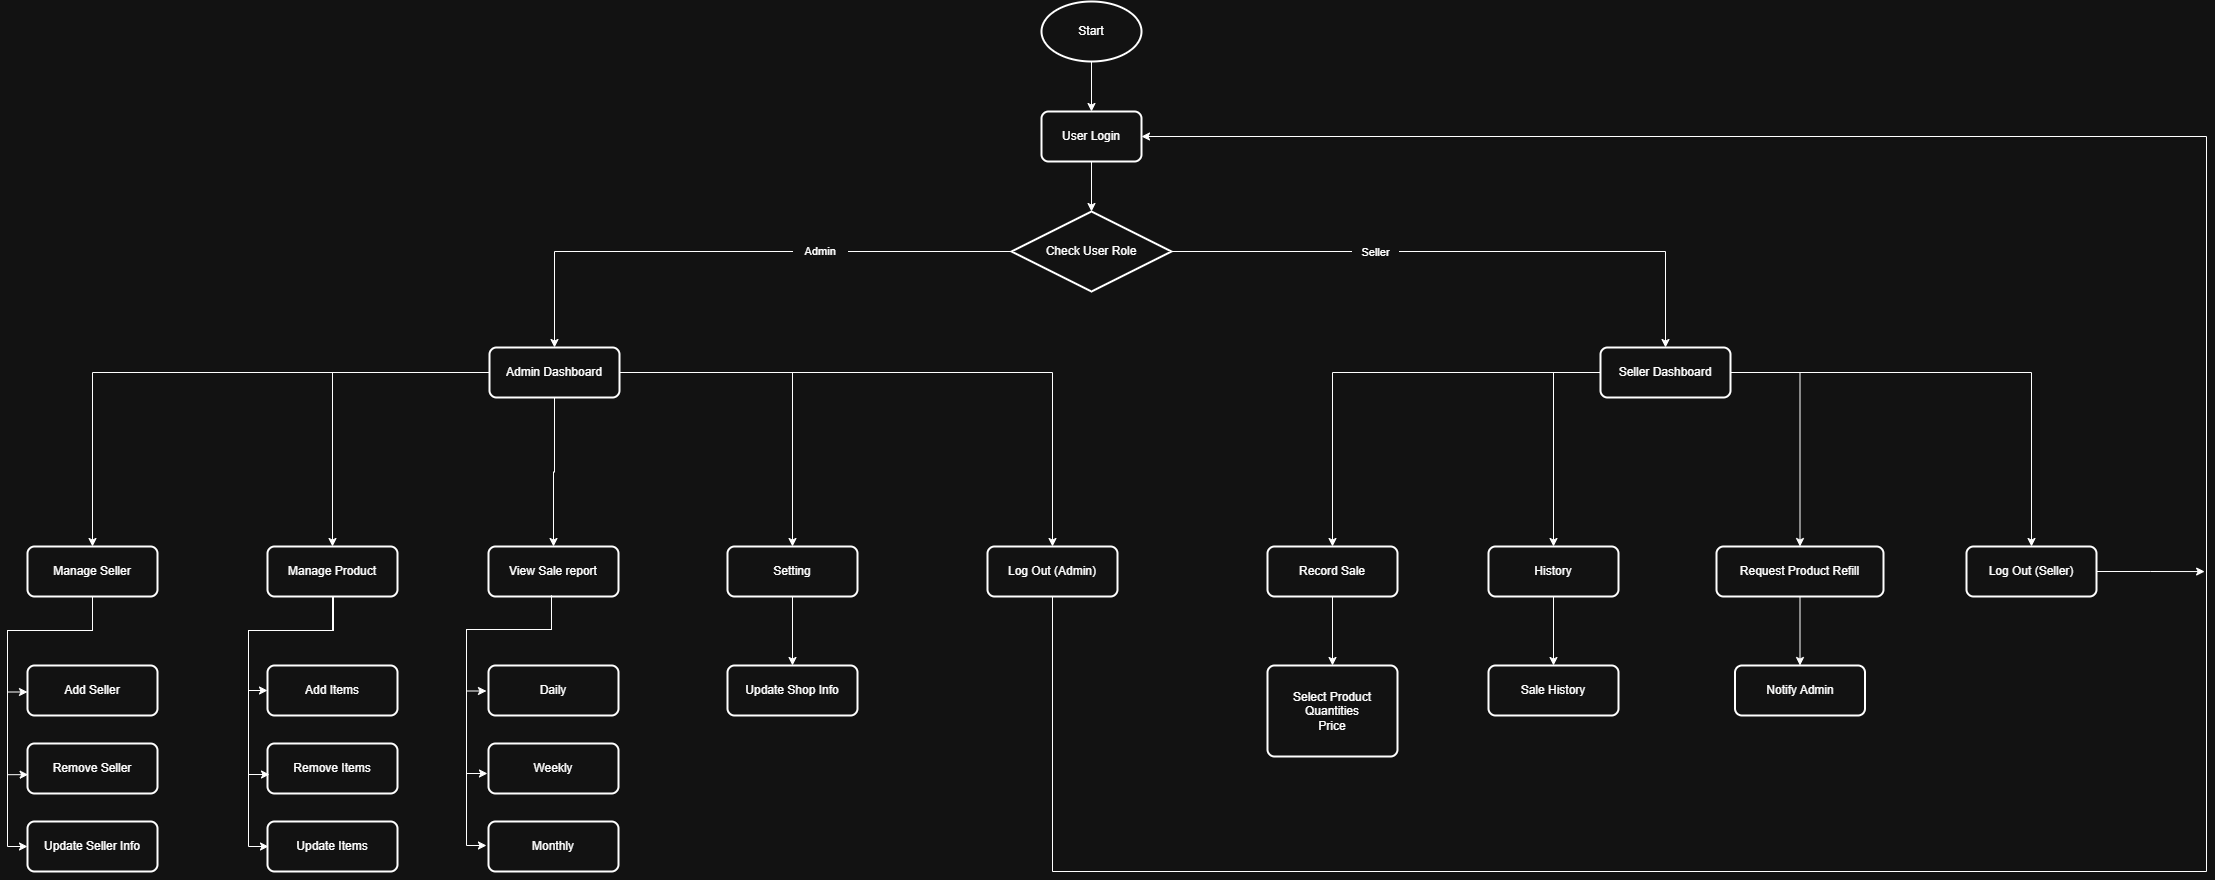 Start
User Login
Check User Role
Admin
Seller
Admin Dashboard
Seller Dashboard
Manage Seller
Manage Product
View Sale report
Setting
Log Out (Admin)
Record Sale
History
Request Product Refill
Log Out (Seller)
Add Seller
Add Items
Daily
Update Shop Info
Select Product
Quantities
Price
Sale History
Notify Admin
Remove Seller
Remove Items
Weekly
Update Seller Info
Update Items
Monthly